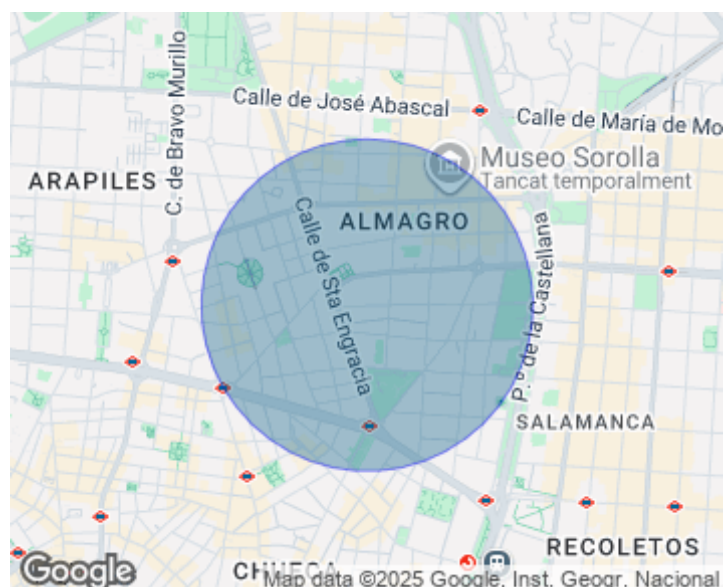 Calle de José Abascal
Calle de María de Mo
C. de Bravo Murillo
Museo Sorolla
Tancat temporalment
ARAPILES
ALMAGRO
Calle de Sta Engracia
P.º de la Castellana
SALAMANCA
RECOLETOS
CHUECA
Google
Map data ©2025 Google, Inst. Geogr. Nacional